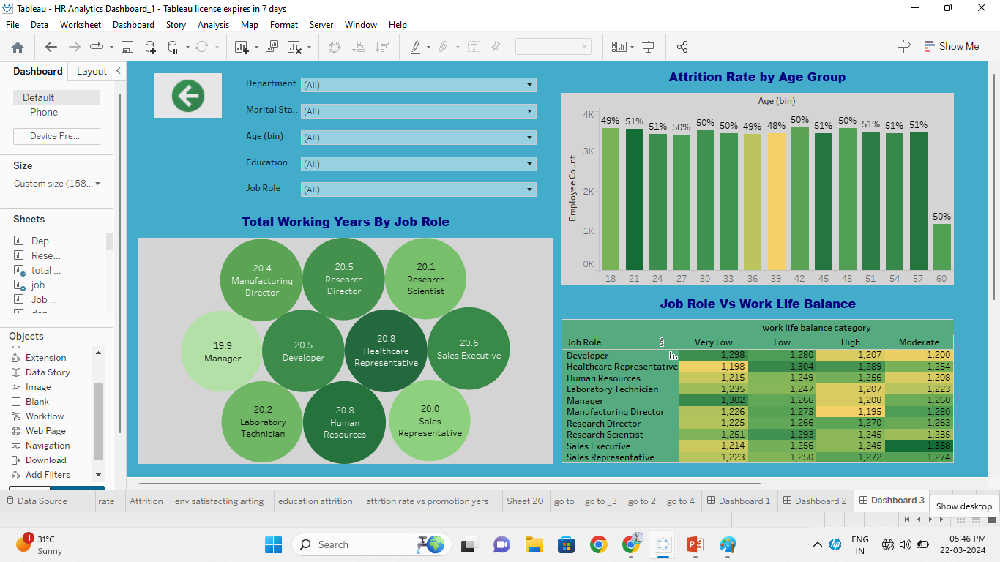 Tableau - HR Analytics Dashboard_1 - Tableau license expires in 7 days
File Data Worksheet Dashboard Story Analysis Map Format Server Window Help
Show Me
Dashboard Layout
Default
Phone
Device Pre...
Size
Custom size (158...
Sheets
Dep ...
Rese...
total ...
job ...
Job ...
Objects
Extension
Data Story
Image
Blank
Workflow
Web Page
Navigation
Download
Add Filters
Department (All)
Marital Sta.. (All)
Age (bin) (All)
Education .. (All)
Job Role (All)
Total Working Years By Job Role
20.4
Manufacturing
Director
20.5
Research
Director
20.1
Research
Scientist
19.9
Manager
20.5
Developer
20.8
Healthcare
Representative
20.6
Sales Executive
20.2
Laboratory
Technician
20.8
Human
Resources
20.0
Sales
Representative
Attrition Rate by Age Group
Age (bin)
Employee Count
4K
3K
2K
1K
0K
49% 51% 51% 50% 50% 50% 49% 48% 50% 51% 50% 51% 51% 51% 50%
18 21 24 27 30 33 36 39 42 45 48 51 54 57 60
Job Role Vs Work Life Balance
work life balance category
Job Role Very Low Low High Moderate
Developer 1,298 1,280 1,207 1,200
Healthcare Representative 1,198 1,304 1,289 1,254
Human Resources 1,215 1,249 1,256 1,208
Laboratory Technician 1,235 1,247 1,207 1,223
Manager 1,302 1,266 1,208 1,260
Manufacturing Director 1,226 1,273 1,195 1,280
Research Director 1,225 1,266 1,270 1,263
Research Scientist 1,251 1,293 1,245 1,235
Sales Executive 1,214 1,256 1,245 1,338
Sales Representative 1,223 1,250 1,272 1,274
Data Source rate Attrition env satisfacting arting education attrition attrtion rate vs promotion yers Sheet 20 go to go to _3 go to 2 go to 4 Dashboard 1 Dashboard 2 Dashboard 3
Show desktop
1
31°C
Sunny
Search
ENG
IN
05:46 PM
22-03-2024